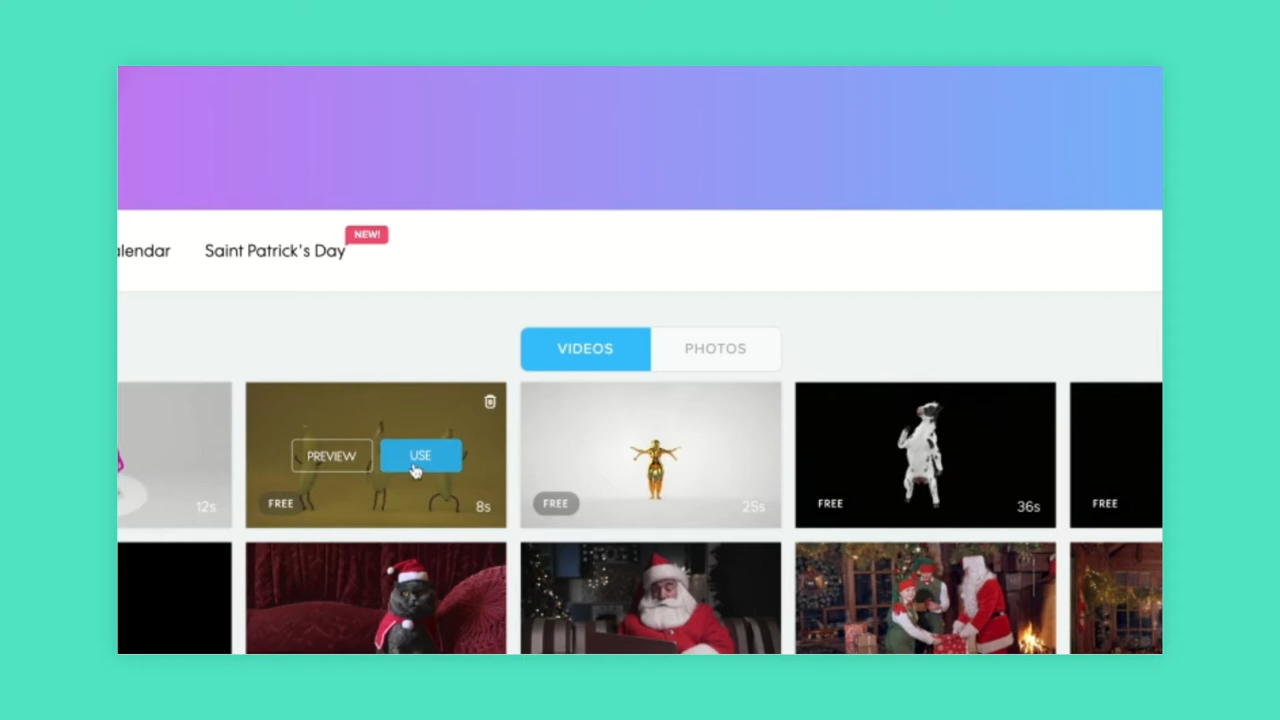 NEW!
alendar Saint Patrick's Day
VIDEOS PHOTOS
PREVIEW USE
12s FREE 8s FREE 25s FREE 36s FREE